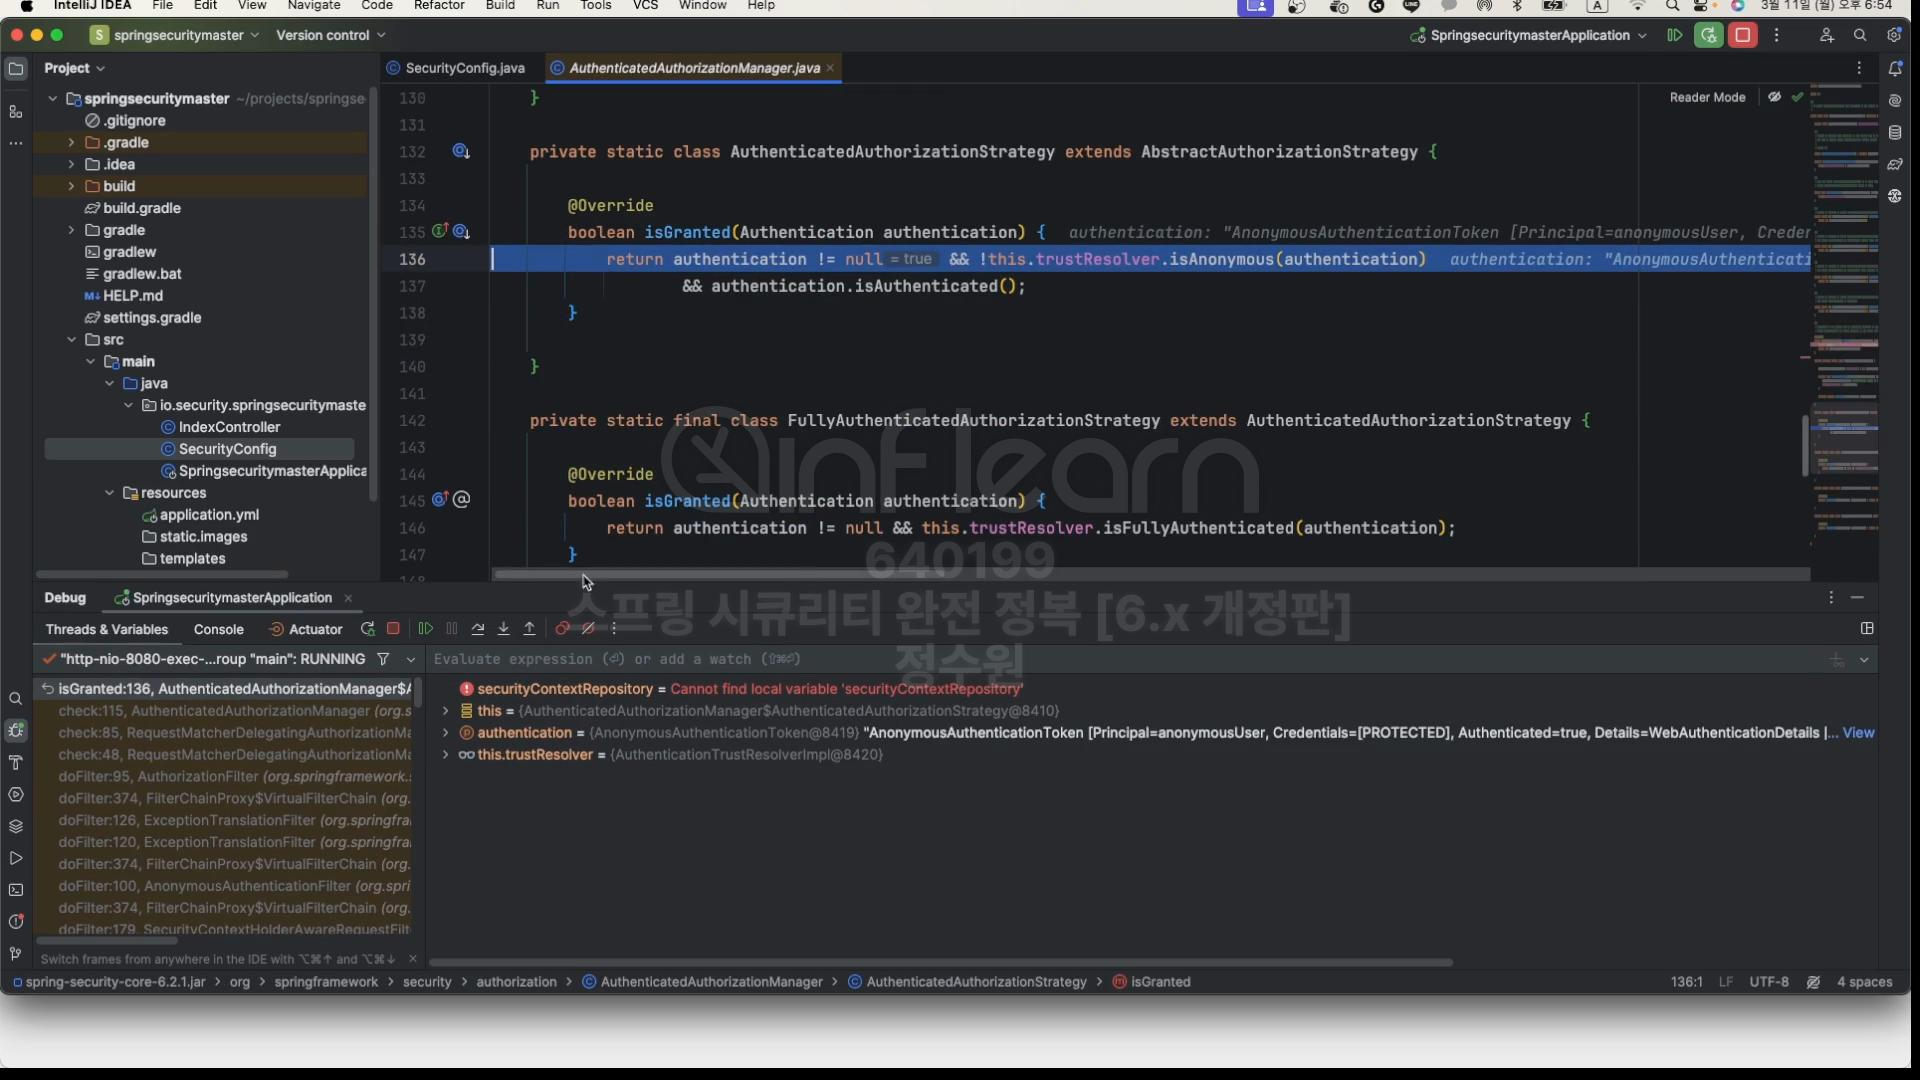 IntelliJ IDEA File Edit View Navigate Code Refactor Build Run Tools VCS Window Help A 3월 11일 (월) 오후 6:54
S springsecuritymaster Version control SpringsecuritymasterApplication
Project
SecurityConfig.java AuthenticatedAuthorizationManager.java
Reader Mode
springsecuritymaster ~/projects/springse
.gitignore
.gradle
.idea
build
build.gradle
gradle
gradlew
gradlew.bat
HELP.md
settings.gradle
src
main
java
io.security.springsecuritymaste
IndexController
SecurityConfig
SpringsecuritymasterApplica
resources
application.yml
static.images
templates
130 }
131
132 private static class AuthenticatedAuthorizationStrategy extends AbstractAuthorizationStrategy {
133
134 @Override
135 boolean isGranted(Authentication authentication) { authentication: "AnonymousAuthenticationToken [Principal=anonymousUser, Creder
136 return authentication != null = true && !this.trustResolver.isAnonymous(authentication) authentication: "AnonymousAuthenticati
137 && authentication.isAuthenticated();
138 }
139
140 }
141
142 private static final class FullyAuthenticatedAuthorizationStrategy extends AuthenticatedAuthorizationStrategy {
143
144 @Override
145 boolean isGranted(Authentication authentication) {
146 return authentication != null && this.trustResolver.isFullyAuthenticated(authentication);
147 }
148
inflearn
640199
스프링 시큐리티 완전 정복 [6.x 개정판]
정수원
Debug SpringsecuritymasterApplication
Threads & Variables Console Actuator
"http-nio-8080-exec-...roup "main": RUNNING
Evaluate expression (⏎) or add a watch (⇧⌘⏎)
isGranted:136, AuthenticatedAuthorizationManager$A
check:115, AuthenticatedAuthorizationManager (org.s
check:85, RequestMatcherDelegatingAuthorizationMa
check:48, RequestMatcherDelegatingAuthorizationMa
doFilter:95, AuthorizationFilter (org.springframework.s
doFilter:374, FilterChainProxy$VirtualFilterChain (org.
doFilter:126, ExceptionTranslationFilter (org.springfra
doFilter:120, ExceptionTranslationFilter (org.springfra
doFilter:374, FilterChainProxy$VirtualFilterChain (org.
doFilter:100, AnonymousAuthenticationFilter (org.spri
doFilter:374, FilterChainProxy$VirtualFilterChain (org.
doFilter:179, SecurityContextHolderAwareRequestFilt
Switch frames from anywhere in the IDE with ⌥⌘↑ and ⌥⌘↓
securityContextRepository = Cannot find local variable 'securityContextRepository'
this = {AuthenticatedAuthorizationManager$AuthenticatedAuthorizationStrategy@8410}
authentication = {AnonymousAuthenticationToken@8419} "AnonymousAuthenticationToken [Principal=anonymousUser, Credentials=[PROTECTED], Authenticated=true, Details=WebAuthenticationDetails |... View
this.trustResolver = {AuthenticationTrustResolverImpl@8420}
spring-security-core-6.2.1.jar > org > springframework > security > authorization > AuthenticatedAuthorizationManager > AuthenticatedAuthorizationStrategy > isGranted
136:1 LF UTF-8 4 spaces